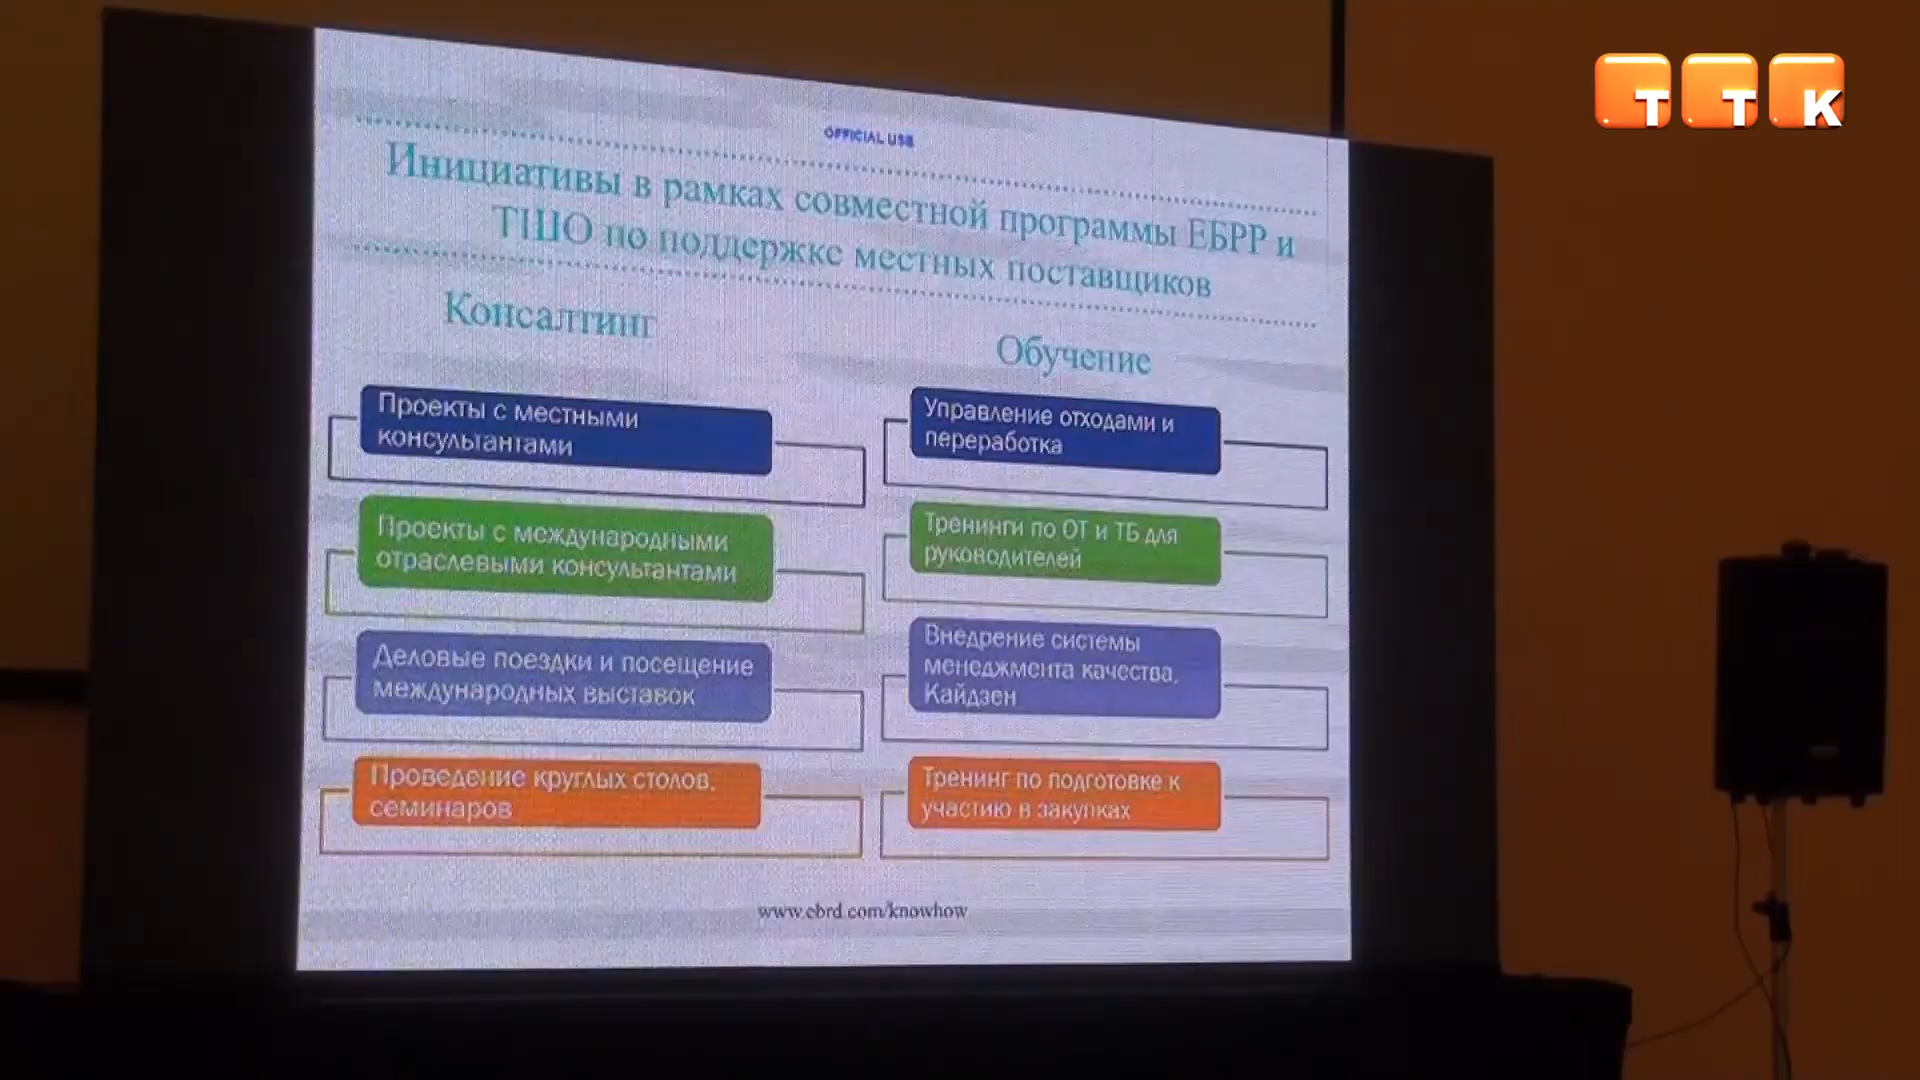 ТТК
OFFICIAL USE
Инициативы в рамках совместной программы ЕБРР и
ТШО по поддержке местных поставщиков
Консалтинг
Проекты с местными
консультантами
Проекты с международными
отраслевыми консультантами
Деловые поездки и посещение
международных выставок
Проведение круглых столов,
семинаров
Обучение
Управление отходами и
переработка
Тренинги по ОТ и ТБ для
руководителей
Внедрение системы
менеджмента качества,
Кайдзен
Тренинг по подготовке к
участию в закупках
www.ebrd.com/knowhow